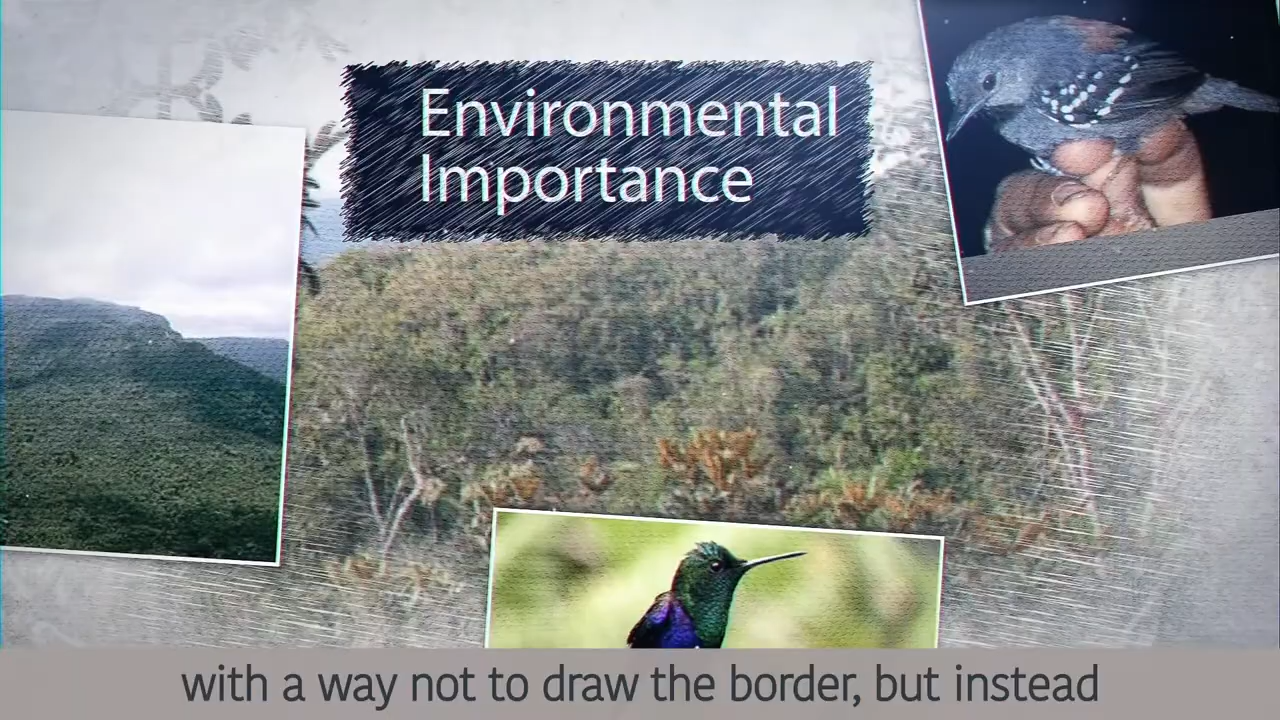 Environmental
Importance
with a way not to draw the border, but instead